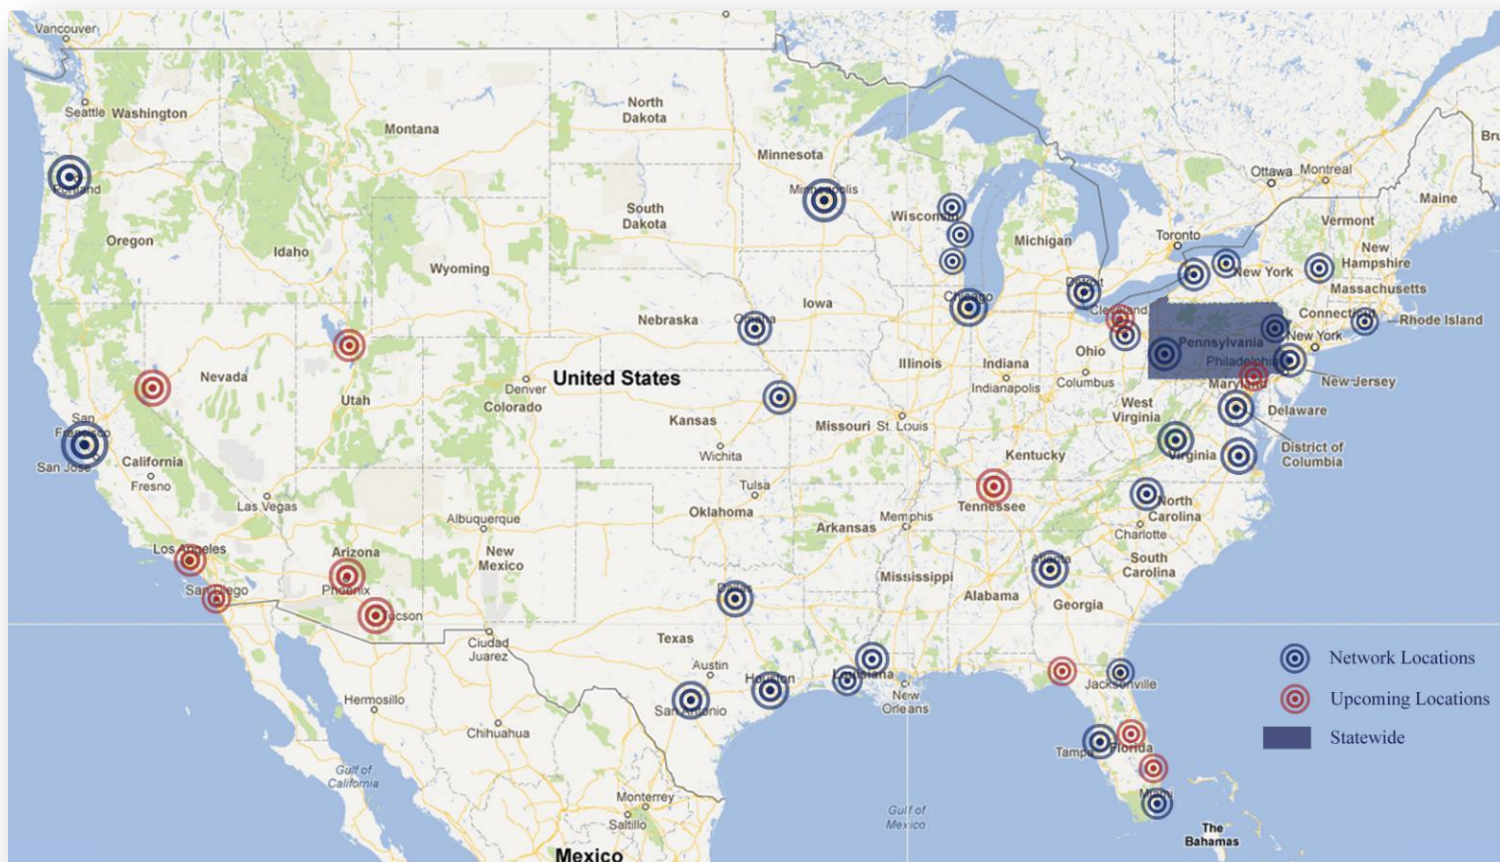 Vancouver
Seattle
Washington
Portland
Oregon
Idaho
Montana
North
Dakota
South
Dakota
Minnesota
Minneapolis
Wisconsin
Michigan
Ottawa
Montreal
Toronto
Maine
Vermont
New
Hampshire
New York
Massachusetts
Connecticut
Rhode Island
Wyoming
Nebraska
Omaha
Iowa
Chicago
Detroit
Cleveland
Pennsylvania
New York
Philadelphia
New Jersey
Maryland
Delaware
District of
Columbia
Ohio
Columbus
Indiana
Indianapolis
Illinois
West
Virginia
Virginia
Nevada
Utah
Denver
Colorado
United States
Kansas
Missouri
St. Louis
Kentucky
Wichita
San
Francisco
San Jose
California
Fresno
Las Vegas
Tulsa
Oklahoma
Arkansas
Memphis
Tennessee
North
Carolina
Charlotte
South
Carolina
Albuquerque
New
Mexico
Los Angeles
San Diego
Arizona
Phoenix
Tucson
Dallas
Mississippi
Alabama
Atlanta
Georgia
Ciudad
Juarez
Texas
Austin
Houston
San Antonio
Louisiana
New
Orleans
Jacksonville
Tampa
Florida
Miami
Hermosillo
Chihuahua
Gulf of
California
Monterrey
Saltillo
Mexico
Gulf of
Mexico
The
Bahamas
Network Locations
Upcoming Locations
Statewide